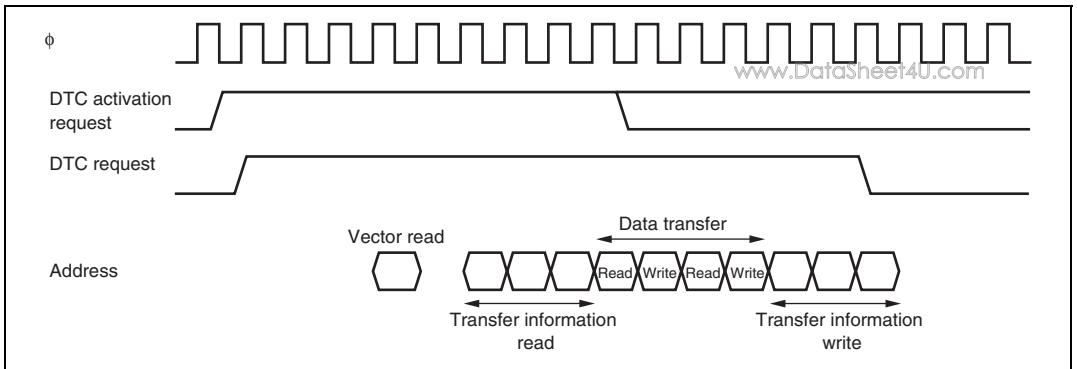 φ
www.DataSheet4U.com
DTC activation
request
DTC request
Data transfer
Vector read
Address
Read Write Read Write
Transfer information
read
Transfer information
write